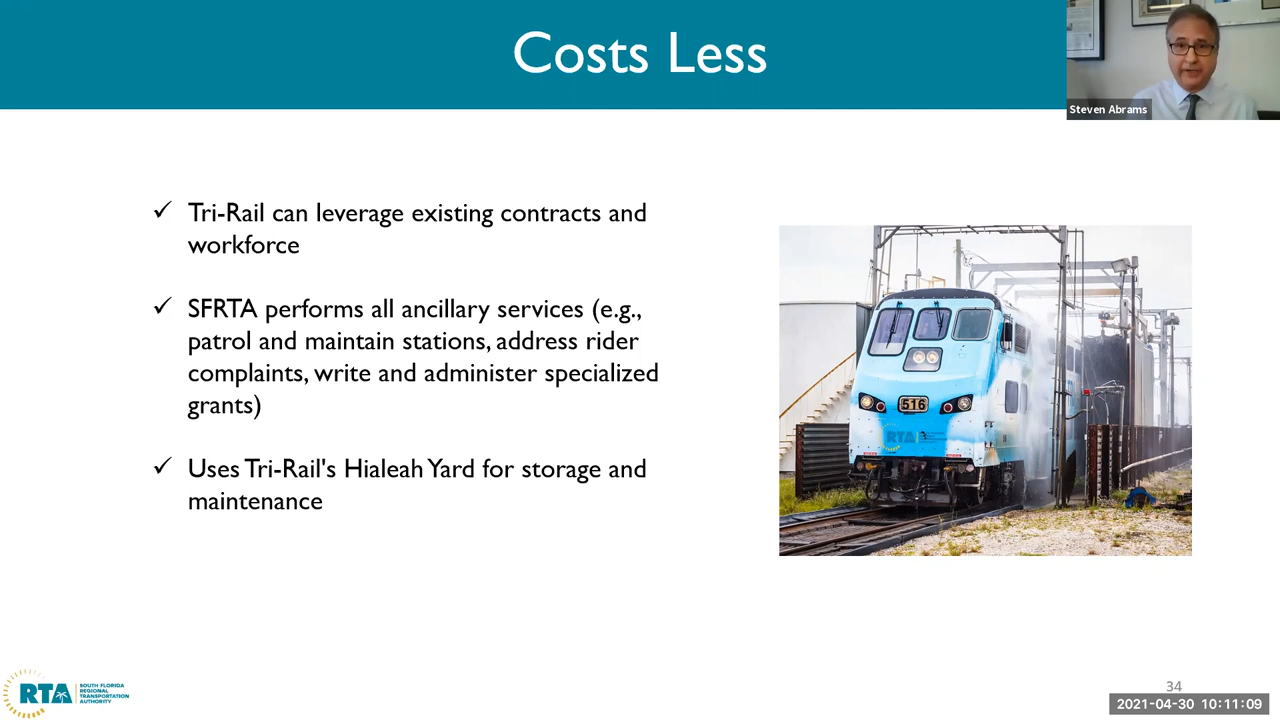 Costs Less
Steven Abrams
✓ Tri-Rail can leverage existing contracts and
workforce
✓ SFRTA performs all ancillary services (e.g.,
patrol and maintain stations, address rider
complaints, write and administer specialized
grants)
✓ Uses Tri-Rail's Hialeah Yard for storage and
maintenance
516
RTA
RTA
SOUTH FLORIDA
REGIONAL
TRANSPORTATION
AUTHORITY
34
2021-04-30 10:11:09